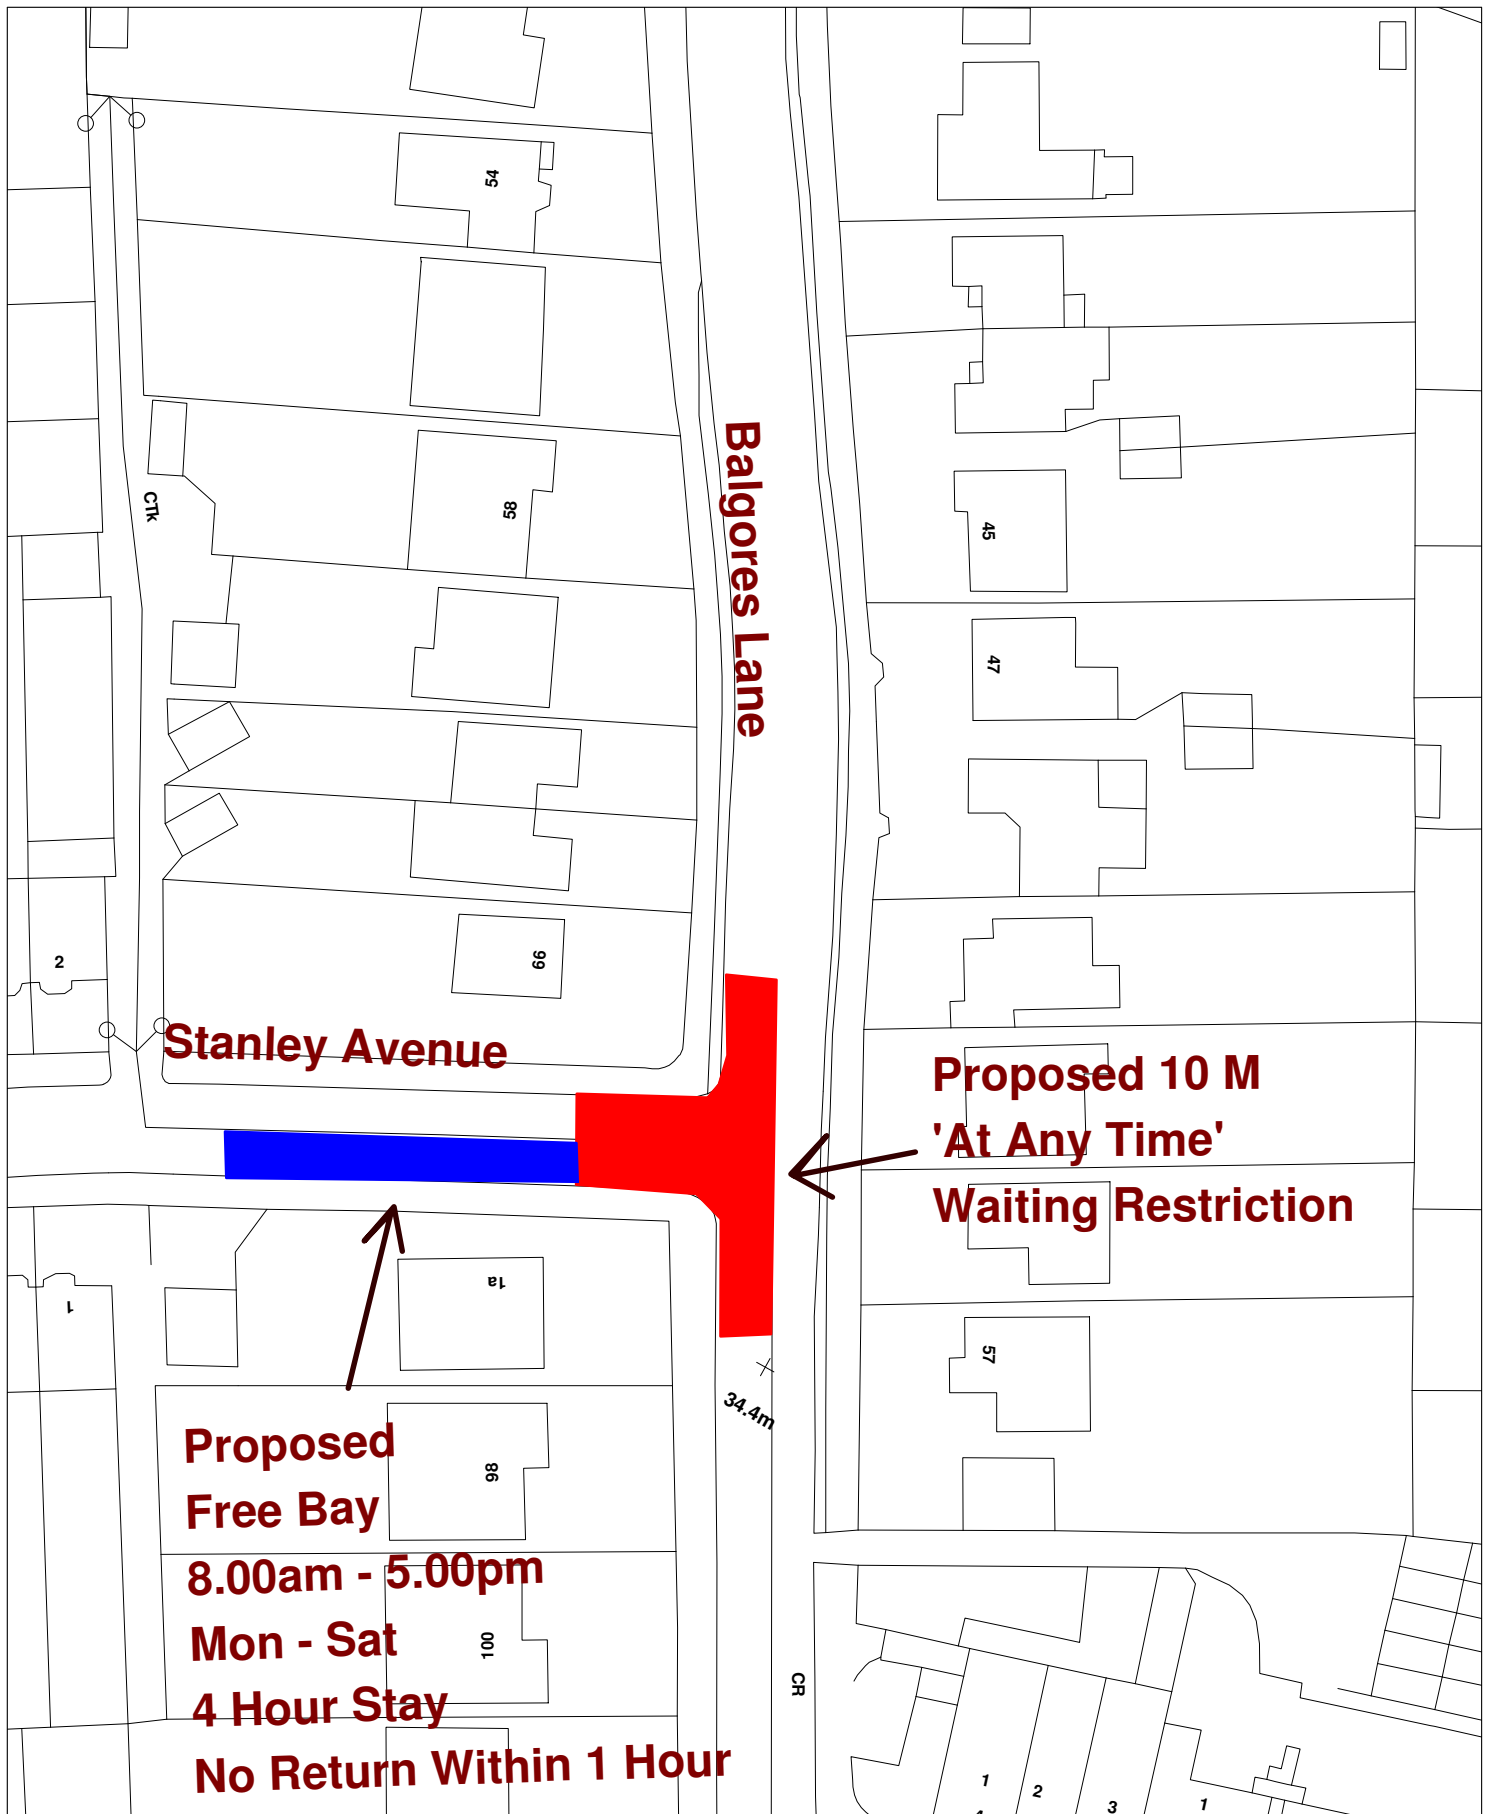 54
CTk
58
Balgores Lane
45
47
2
66
Stanley Avenue
Proposed 10 M
'At Any Time'
Waiting Restriction
1
1a
57
34.4m
Proposed
Free Bay
8.00am - 5.00pm
Mon - Sat
4 Hour Stay
No Return Within 1 Hour
98
100
CR
1
2
3
1